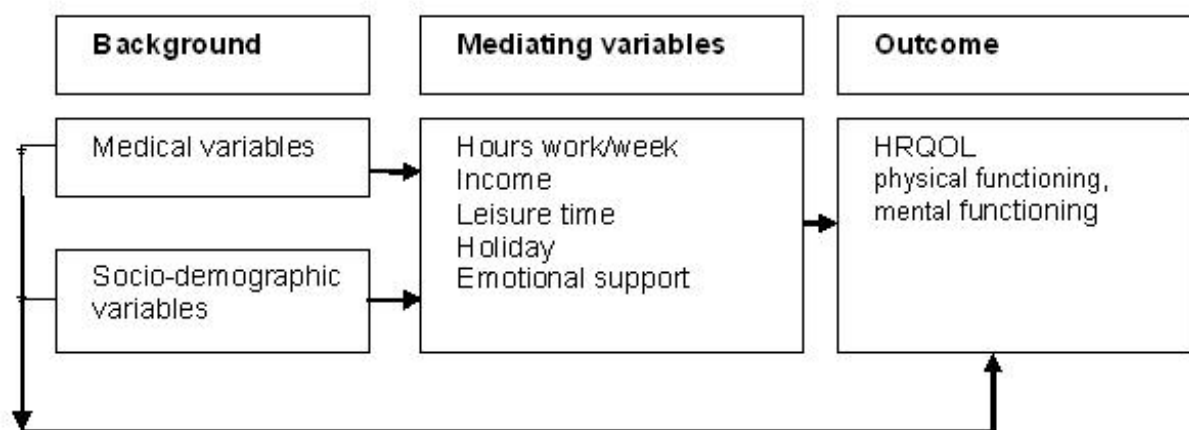 Background
Mediating variables
Outcome
Medical variables
Socio-demographic
variables
Hours work/week
Income
Leisure time
Holiday
Emotional support
HRQOL
physical functioning,
mental functioning